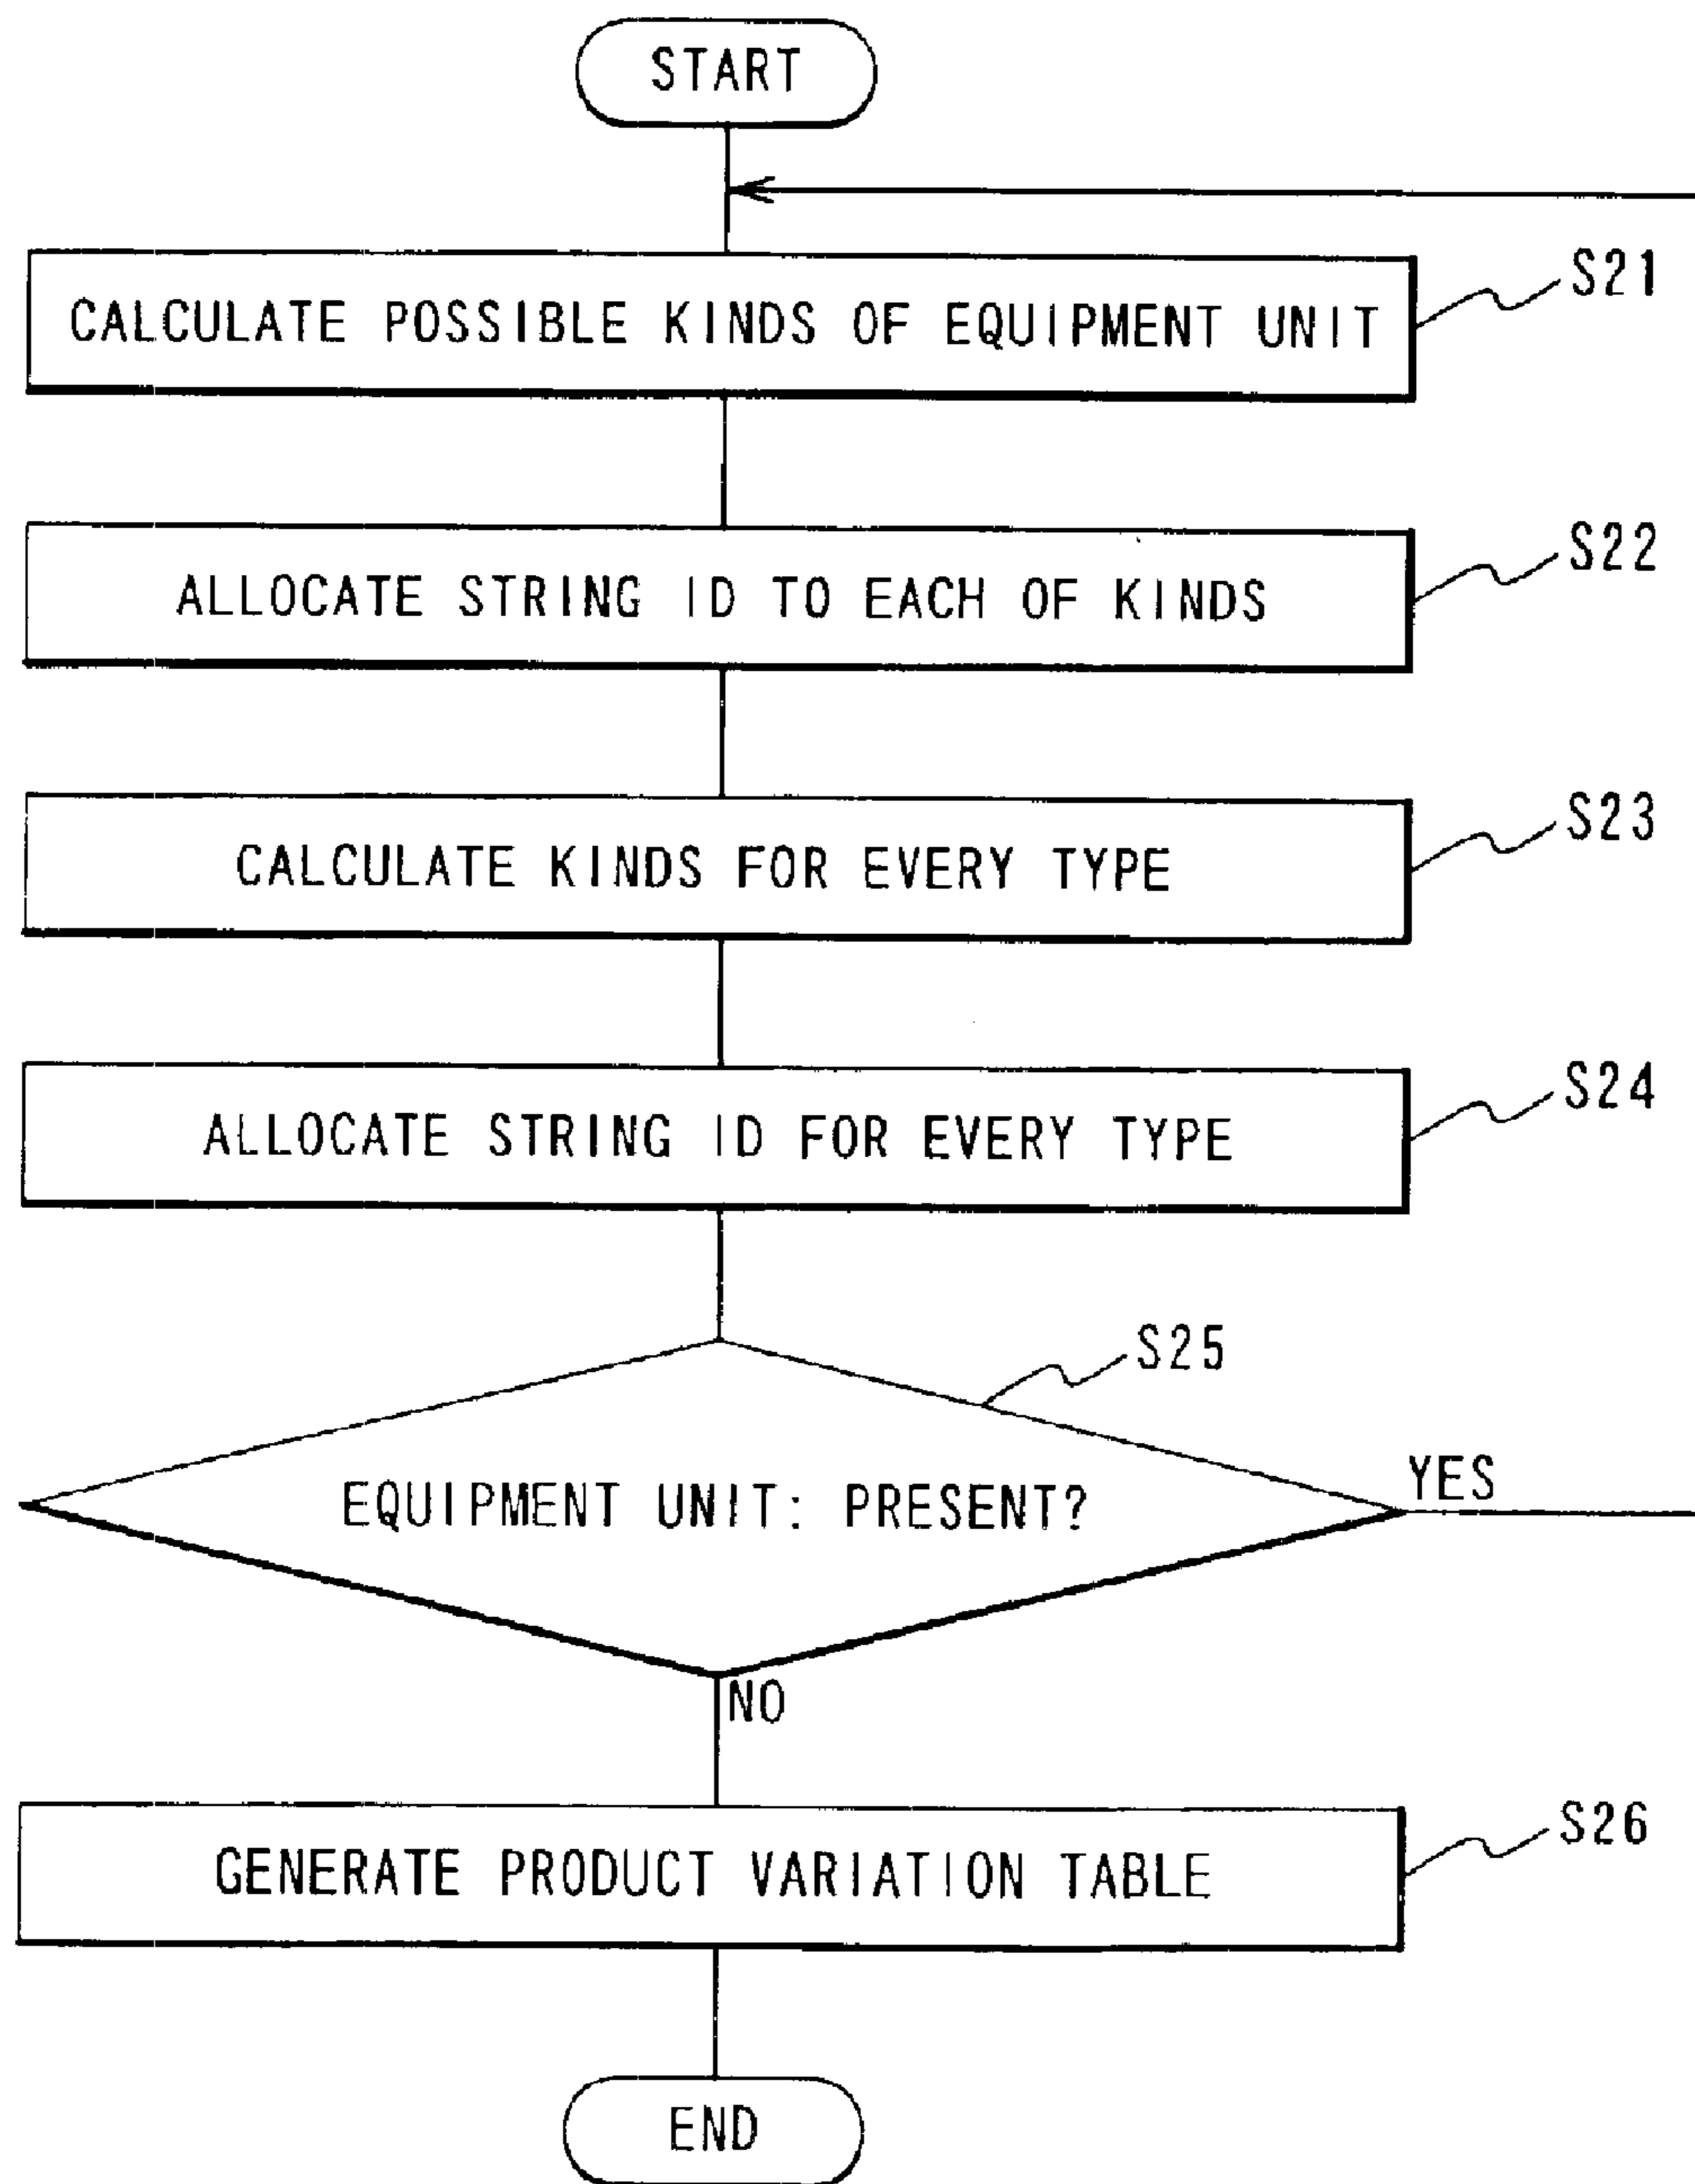 START
CALCULATE POSSIBLE KINDS OF EQUIPMENT UNIT
S21
ALLOCATE STRING ID TO EACH OF KINDS
S22
CALCULATE KINDS FOR EVERY TYPE
S23
ALLOCATE STRING ID FOR EVERY TYPE
S24
S25
EQUIPMENT UNIT: PRESENT?
YES
NO
GENERATE PRODUCT VARIATION TABLE
S26
END